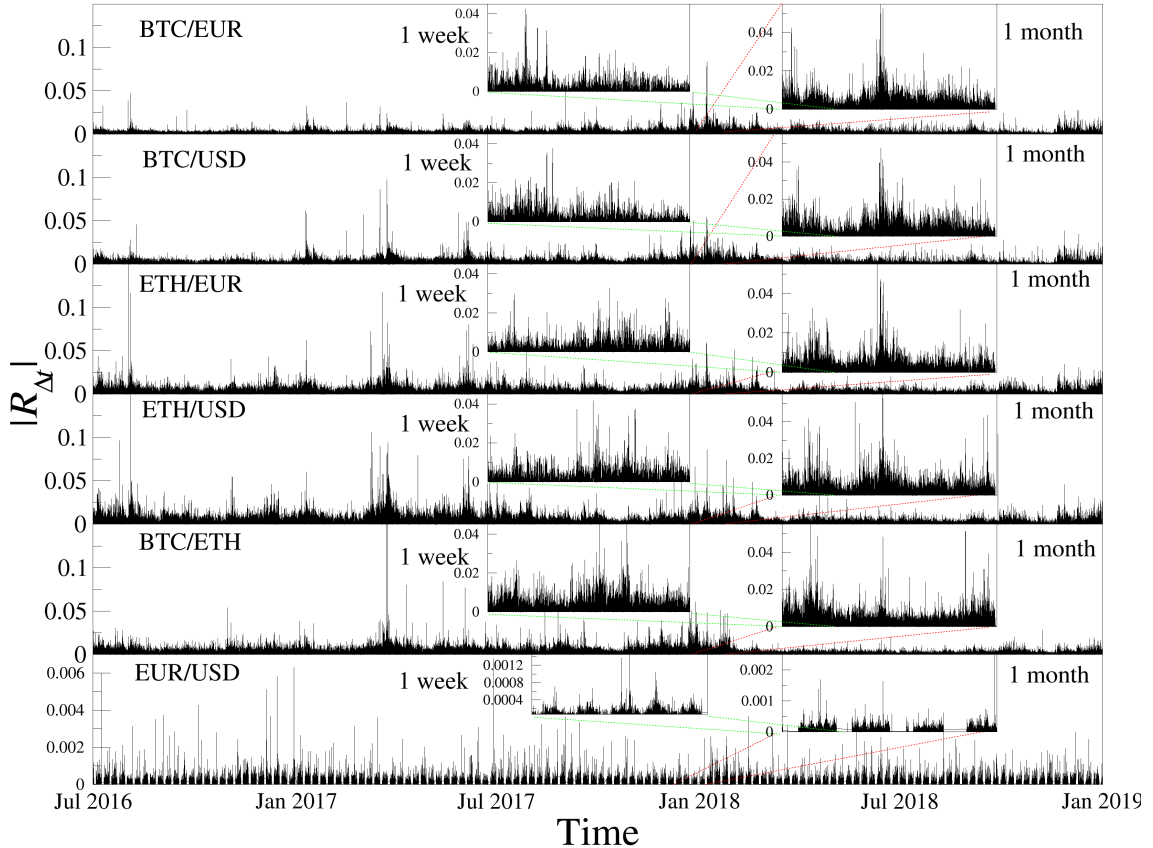 BTC/EUR
0.1
0.05
0
1 week
0.04
0.02
0
1 month
0.04
0.02
0
BTC/USD
0.1
0.05
0
1 week
0.04
0.02
0
1 month
0.04
0.02
0
ETH/EUR
0.1
0.05
0
1 week
0.04
0.02
0
1 month
0.04
0.02
0
ETH/USD
0.1
0.05
0
1 week
0.04
0.02
0
1 month
0.04
0.02
0
BTC/ETH
0.1
0.05
0
1 week
0.04
0.02
0
1 month
0.04
0.02
0
EUR/USD
0.006
0.004
0.002
0
1 week
0.0012
0.0008
0.0004
1 month
0.002
0.001
0
|R_Δt|
Jul 2016 Jan 2017 Jul 2017 Jan 2018 Jul 2018 Jan 2019
Time